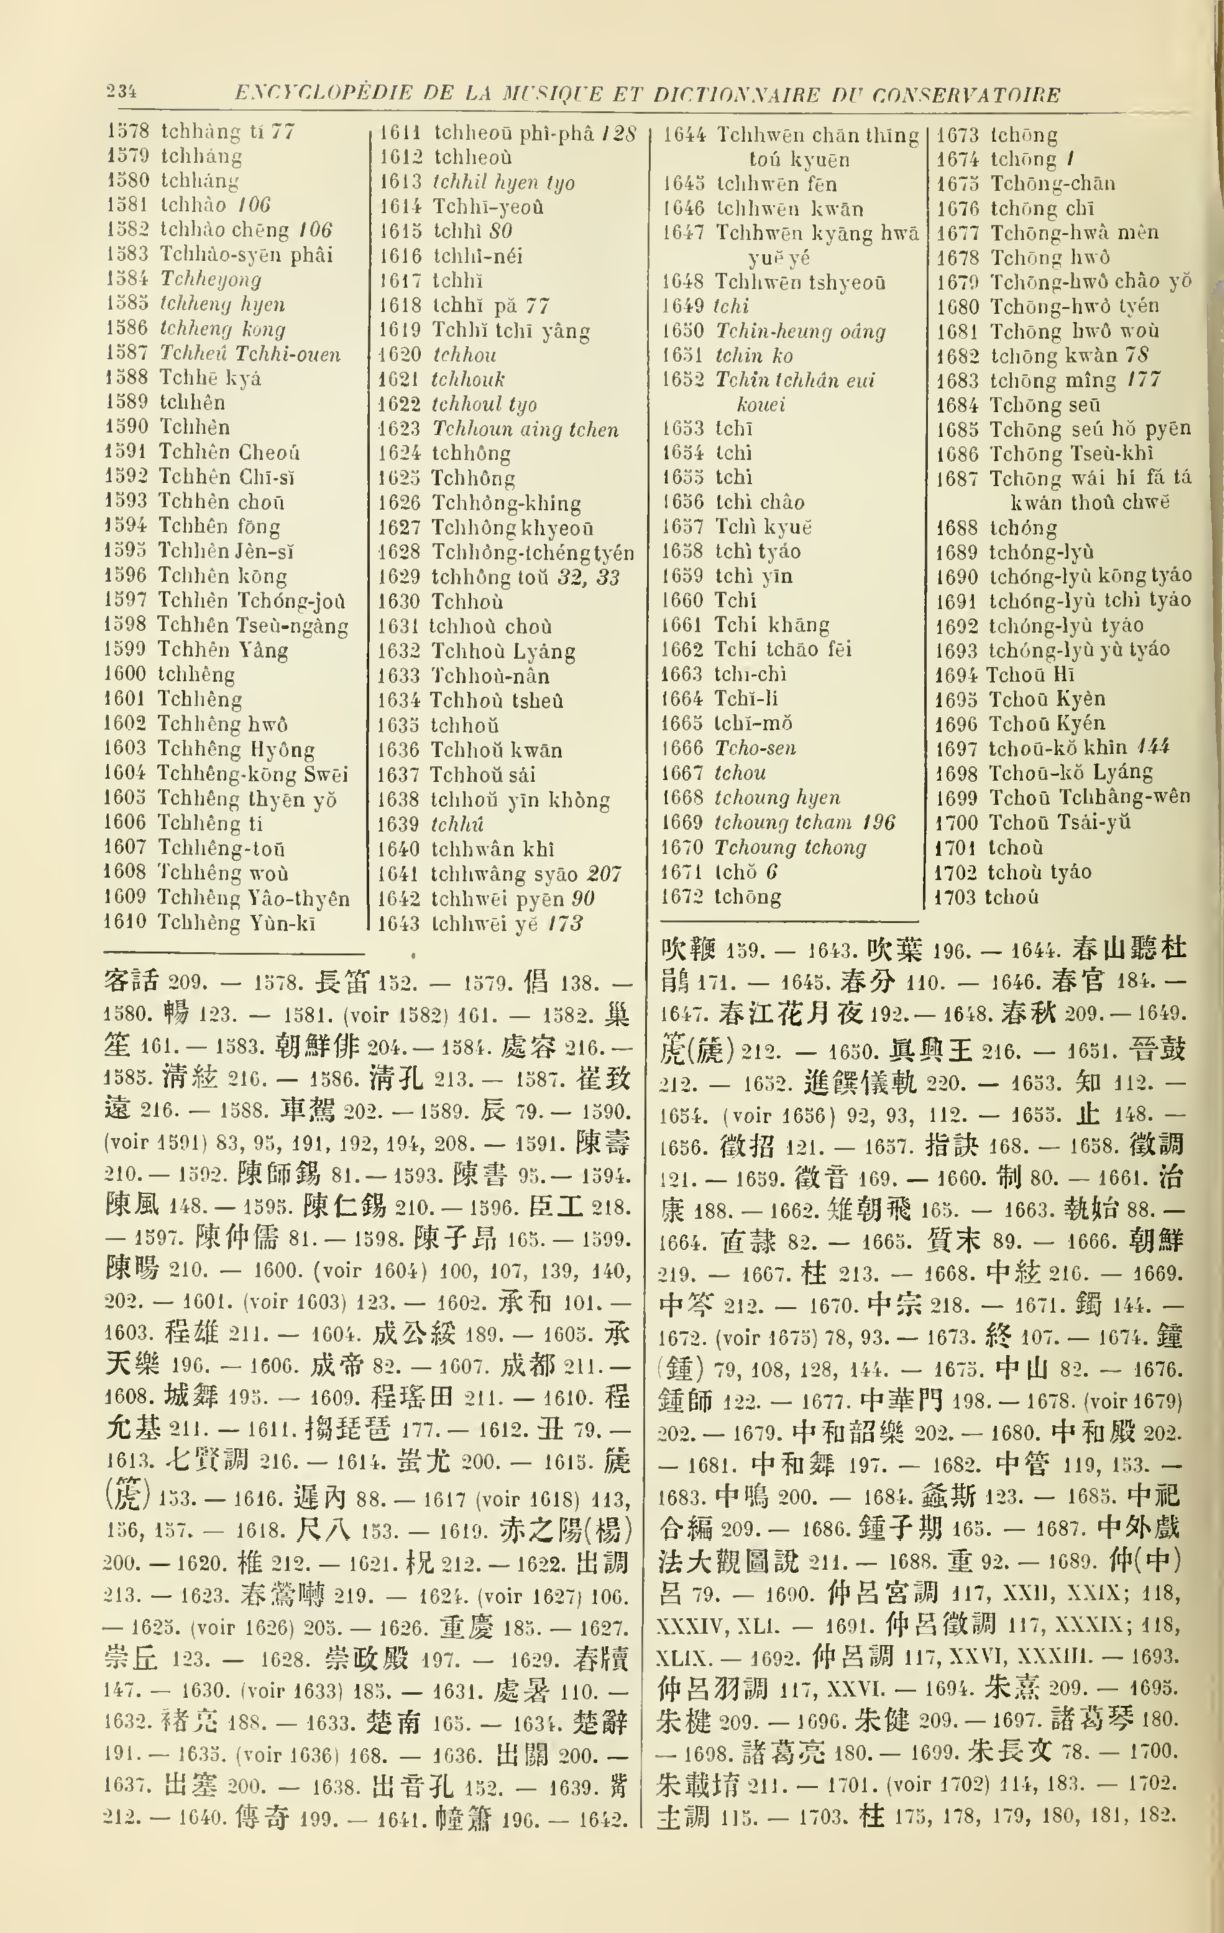 234 ENCYCLOPÉDIE DE LA MUSIQUE ET DICTIONNAIRE DU CONSERVATOIRE
1578 tchhàng tí 77
1579 tchháng
1580 tchháng
1581 tchhào 106
1582 tchhào chēng 106
1583 Tchhào-syēn phâi
1584 Tchheyong
1585 tchheng hyen
1586 tchheng kong
1587 Tchheú Tchhi-ouen
1588 Tchhē kyá
1589 tchhên
1590 Tchhên
1591 Tchhên Cheoú
1592 Tchhên Chī-sĭ
1593 Tchhên choū
1594 Tchhên fōng
1595 Tchhên Jên-sĭ
1596 Tchhên kōng
1597 Tchhên Tchóng-joû
1598 Tchhên Tseù-ngâng
1599 Tchhên Yâng
1600 tchhêng
1601 Tchhêng
1602 Tchhêng hwô
1603 Tchhêng Hyông
1604 Tchhêng-kōng Swēi
1605 Tchhêng thyēn yŏ
1606 Tchhêng tí
1607 Tchhêng-toū
1608 Tchhêng woù
1609 Tchhêng Yâo-thyên
1610 Tchhêng Yùn-kī
1611 tchheoū phì-phâ 128
1612 tchheoù
1613 tchhil hyen tyo
1614 Tchhī-yeoû
1615 tchhî 80
1616 tchhî-néi
1617 tchhĭ
1618 tchhĭ pă 77
1619 Tchhĭ tchī yâng
1620 tchhou
1621 tchhouk
1622 tchhoul tyo
1623 Tchhoun aing tchen
1624 tchhông
1625 Tchhông
1626 Tchhông-khíng
1627 Tchhông khyeoū
1628 Tchhông-tchéng tyén
1629 tchhông toŭ 32, 33
1630 Tchhoù
1631 tchhoù choù
1632 Tchhoù Lyáng
1633 Tchhoù-nân
1634 Tchhoù tsheû
1635 tchhoŭ
1636 Tchhoŭ kwān
1637 Tchhoŭ sái
1638 tchhoŭ yīn khòng
1639 tchhú
1640 tchhwân khî
1641 tchhwâng syāo 207
1642 tchhwēi pyēn 90
1643 tchhwēi yĕ 173
1644 Tchhwēn chān thīng
toú kyuēn
1645 tchhwēn fēn
1646 tchhwēn kwān
1647 Tchhwēn kyāng hwā
yuĕ yé
1648 Tchhwēn tshyeoū
1649 tchi
1650 Tchin-heung oáng
1651 tchin ko
1652 Tchin tchhân eui
kouei
1653 tchī
1654 tchì
1655 tchì
1656 tchì châo
1657 Tchì kyuĕ
1658 tchì tyáo
1659 tchì yīn
1660 Tchí
1661 Tchí khāng
1662 Tchí tchāo fēi
1663 tchĭ-chì
1664 Tchĭ-lí
1665 tchĭ-mŏ
1666 Tcho-sen
1667 tchou
1668 tchoung hyen
1669 tchoung tcham 196
1670 Tchoung tchong
1671 tchŏ 6
1672 tchōng
1673 tchōng
1674 tchōng 1
1675 Tchōng-chān
1676 tchōng chī
1677 Tchōng-hwâ mên
1678 Tchōng hwô
1679 Tchōng-hwô châo yŏ
1680 Tchōng-hwô tyén
1681 Tchōng hwô woù
1682 tchōng kwàn 78
1683 tchōng mîng 177
1684 Tchōng seū
1685 Tchōng seú hŏ pyēn
1686 Tchōng Tseù-khî
1687 Tchōng wái hí fă tá
kwán thoû chwĕ
1688 tchóng
1689 tchóng-lyù
1690 tchóng-lyù kōng tyáo
1691 tchóng-lyù tchì tyáo
1692 tchóng-lyù tyáo
1693 tchóng-lyù yù tyáo
1694 Tchoū Hī
1695 Tchoū Kyèn
1696 Tchoū Kyén
1697 tchoū-kŏ khîn 144
1698 Tchoū-kŏ Lyáng
1699 Tchoū Tchhâng-wên
1700 Tchoū Tsái-yŭ
1701 tchoù
1702 tchoù tyáo
1703 tchoú
客話 209. — 1578. 長笛 152. — 1579. 倡 138. —
1580. 暢 123. — 1581. (voir 1582) 161. — 1582. 巢
笙 161. — 1583. 朝鮮俳 204. — 1584. 處容 216. —
1585. 清絃 216. — 1586. 清孔 213. — 1587. 崔致
遠 216. — 1588. 車駕 202. — 1589. 辰 79. — 1590.
(voir 1591) 83, 95, 191, 192, 194, 208. — 1591. 陳壽
210. — 1592. 陳師錫 81. — 1593. 陳書 95. — 1594.
陳風 148. — 1595. 陳仁錫 210. — 1596. 臣工 218.
— 1597. 陳仲儒 81. — 1598. 陳子昂 165. — 1599.
陳暘 210. — 1600. (voir 1604) 100, 107, 139, 140,
202. — 1601. (voir 1603) 123. — 1602. 承和 101. —
1603. 程雄 211. — 1604. 成公綏 189. — 1605. 承
天樂 196. — 1606. 成帝 82. — 1607. 成都 211. —
1608. 城舞 195. — 1609. 程瑤田 211. — 1610. 程
允基 211. — 1611. 搊琵琶 177. — 1612. 丑 79. —
1613. 七賢調 216. — 1614. 蚩尤 200. — 1615. 篪
(箎) 153. — 1616. 遲內 88. — 1617 (voir 1618) 113,
156, 157. — 1618. 尺八 153. — 1619. 赤之陽(楊)
200. — 1620. 椎 212. — 1621. 柷 212. — 1622. 出調
213. — 1623. 春鶯囀 219. — 1624. (voir 1627) 106.
— 1625. (voir 1626) 205. — 1626. 重慶 185. — 1627.
崇丘 123. — 1628. 崇政殿 197. — 1629. 舂牘
147. — 1630. (voir 1633) 185. — 1631. 處暑 110. —
1632. 褚亮 188. — 1633. 楚南 165. — 1634. 楚辭
191. — 1635. (voir 1636) 168. — 1636. 出關 200. —
1637. 出塞 200. — 1638. 出音孔 152. — 1639. 觜
212. — 1640. 傳奇 199. — 1641. 幢簫 196. — 1642.
吹鞭 159. — 1643. 吹葉 196. — 1644. 春山聽杜
鵑 171. — 1645. 春分 110. — 1646. 春官 184. —
1647. 春江花月夜 192. — 1648. 春秋 209. — 1649.
箎(篪) 212. — 1650. 眞興王 216. — 1651. 晉鼓
212. — 1652. 進饌儀軌 220. — 1653. 知 112. —
1654. (voir 1656) 92, 93, 112. — 1655. 止 148. —
1656. 徵招 121. — 1657. 指訣 168. — 1658. 徵調
121. — 1659. 徵音 169. — 1660. 制 80. — 1661. 治
康 188. — 1662. 雉朝飛 165. — 1663. 執始 88. —
1664. 直隸 82. — 1665. 質末 89. — 1666. 朝鮮
219. — 1667. 柱 213. — 1668. 中絃 216. — 1669.
中笒 212. — 1670. 中宗 218. — 1671. 鐲 144. —
1672. (voir 1675) 78, 93. — 1673. 終 107. — 1674. 鐘
(鍾) 79, 108, 128, 144. — 1675. 中山 82. — 1676.
鍾師 122. — 1677. 中華門 198. — 1678. (voir 1679)
202. — 1679. 中和韶樂 202. — 1680. 中和殿 202.
— 1681. 中和舞 197. — 1682. 中管 119, 153. —
1683. 中鳴 200. — 1684. 螽斯 123. — 1685. 中祀
合編 209. — 1686. 鍾子期 165. — 1687. 中外戲
法大觀圖說 211. — 1688. 重 92. — 1689. 仲(中)
呂 79. — 1690. 仲呂宮調 117, XXII, XXIX; 118,
XXXIV, XLI. — 1691. 仲呂徵調 117, XXXIX; 118,
XLIX. — 1692. 仲呂調 117, XXVI, XXXIII. — 1693.
仲呂羽調 117, XXVI. — 1694. 朱熹 209. — 1695.
朱楗 209. — 1696. 朱健 209. — 1697. 諸葛琴 180.
— 1698. 諸葛亮 180. — 1699. 朱長文 78. — 1700.
朱載堉 211. — 1701. (voir 1702) 114, 183. — 1702.
主調 115. — 1703. 柱 175, 178, 179, 180, 181, 182.